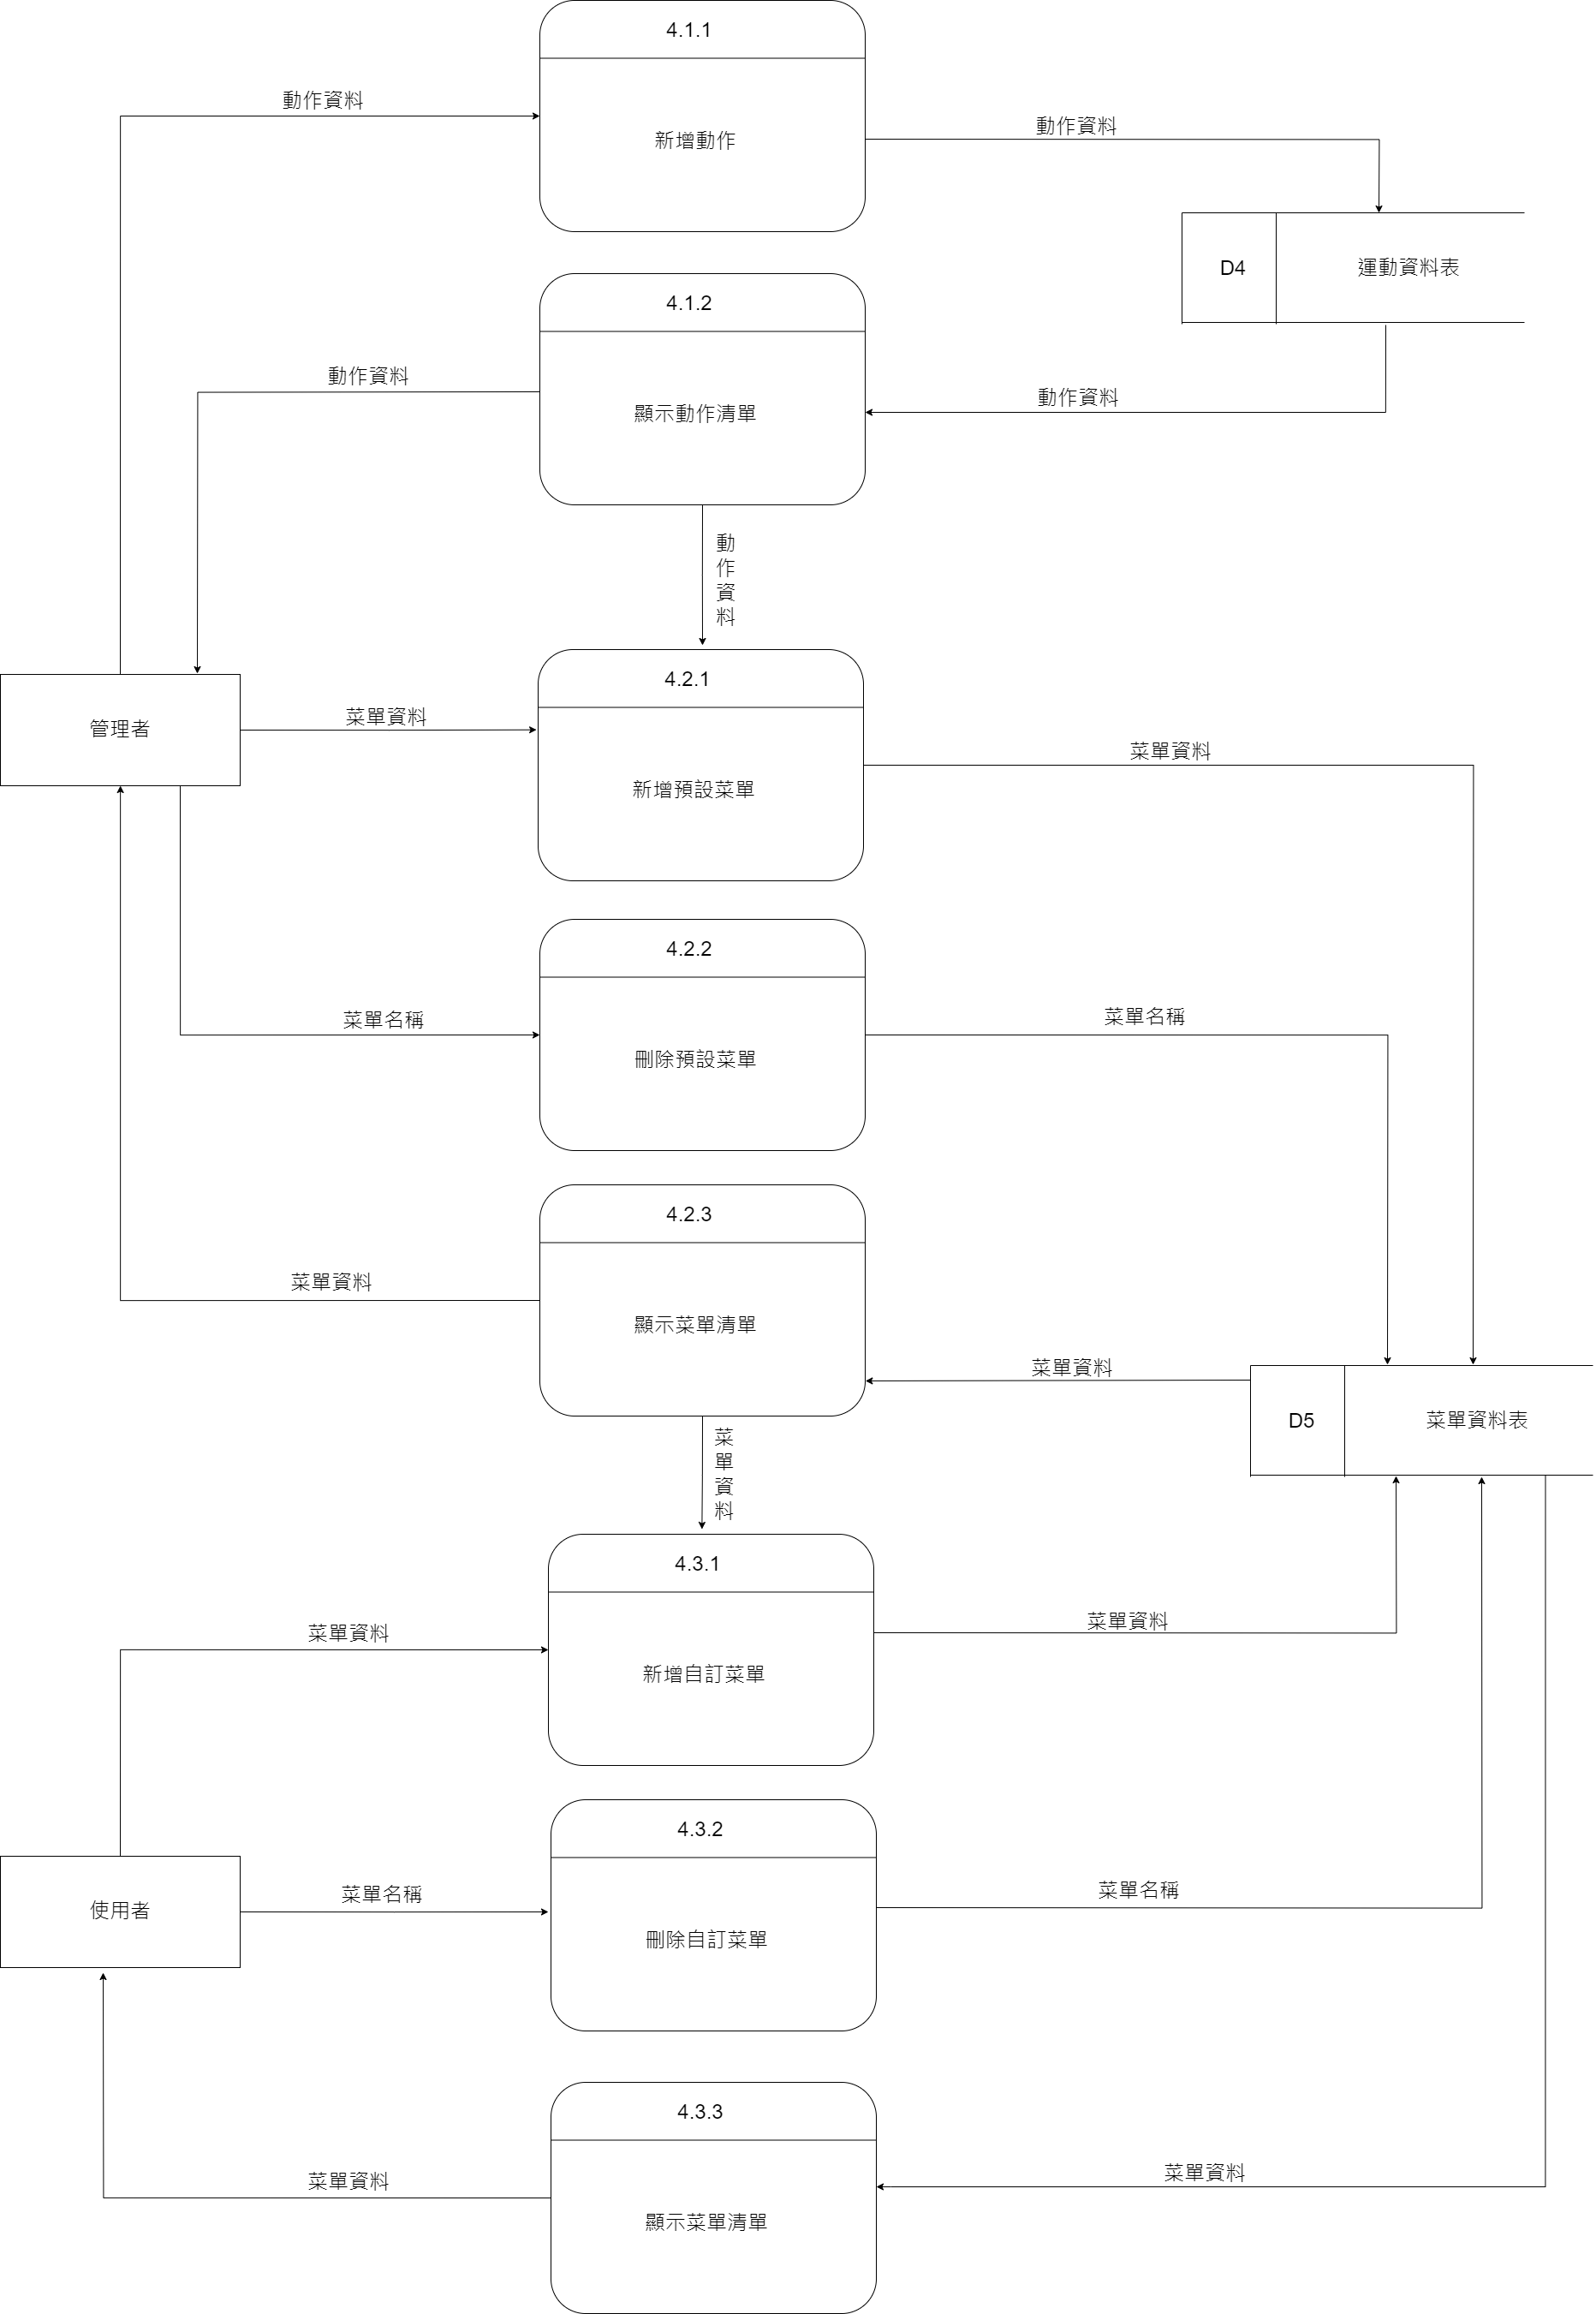 4.1.1
動作資料
動作資料
新增動作
D4
運動資料表
4.1.2
動作資料
動作資料
顯示動作清單
動
作
資
料
4.2.1
菜單資料
管理者
菜單資料
新增預設菜單
4.2.2
菜單名稱
菜單名稱
刪除預設菜單
4.2.3
菜單資料
顯示菜單清單
菜單資料
D5
菜單資料表
菜
單
資
料
4.3.1
菜單資料
菜單資料
新增自訂菜單
4.3.2
菜單名稱
菜單名稱
使用者
刪除自訂菜單
4.3.3
菜單資料
菜單資料
顯示菜單清單